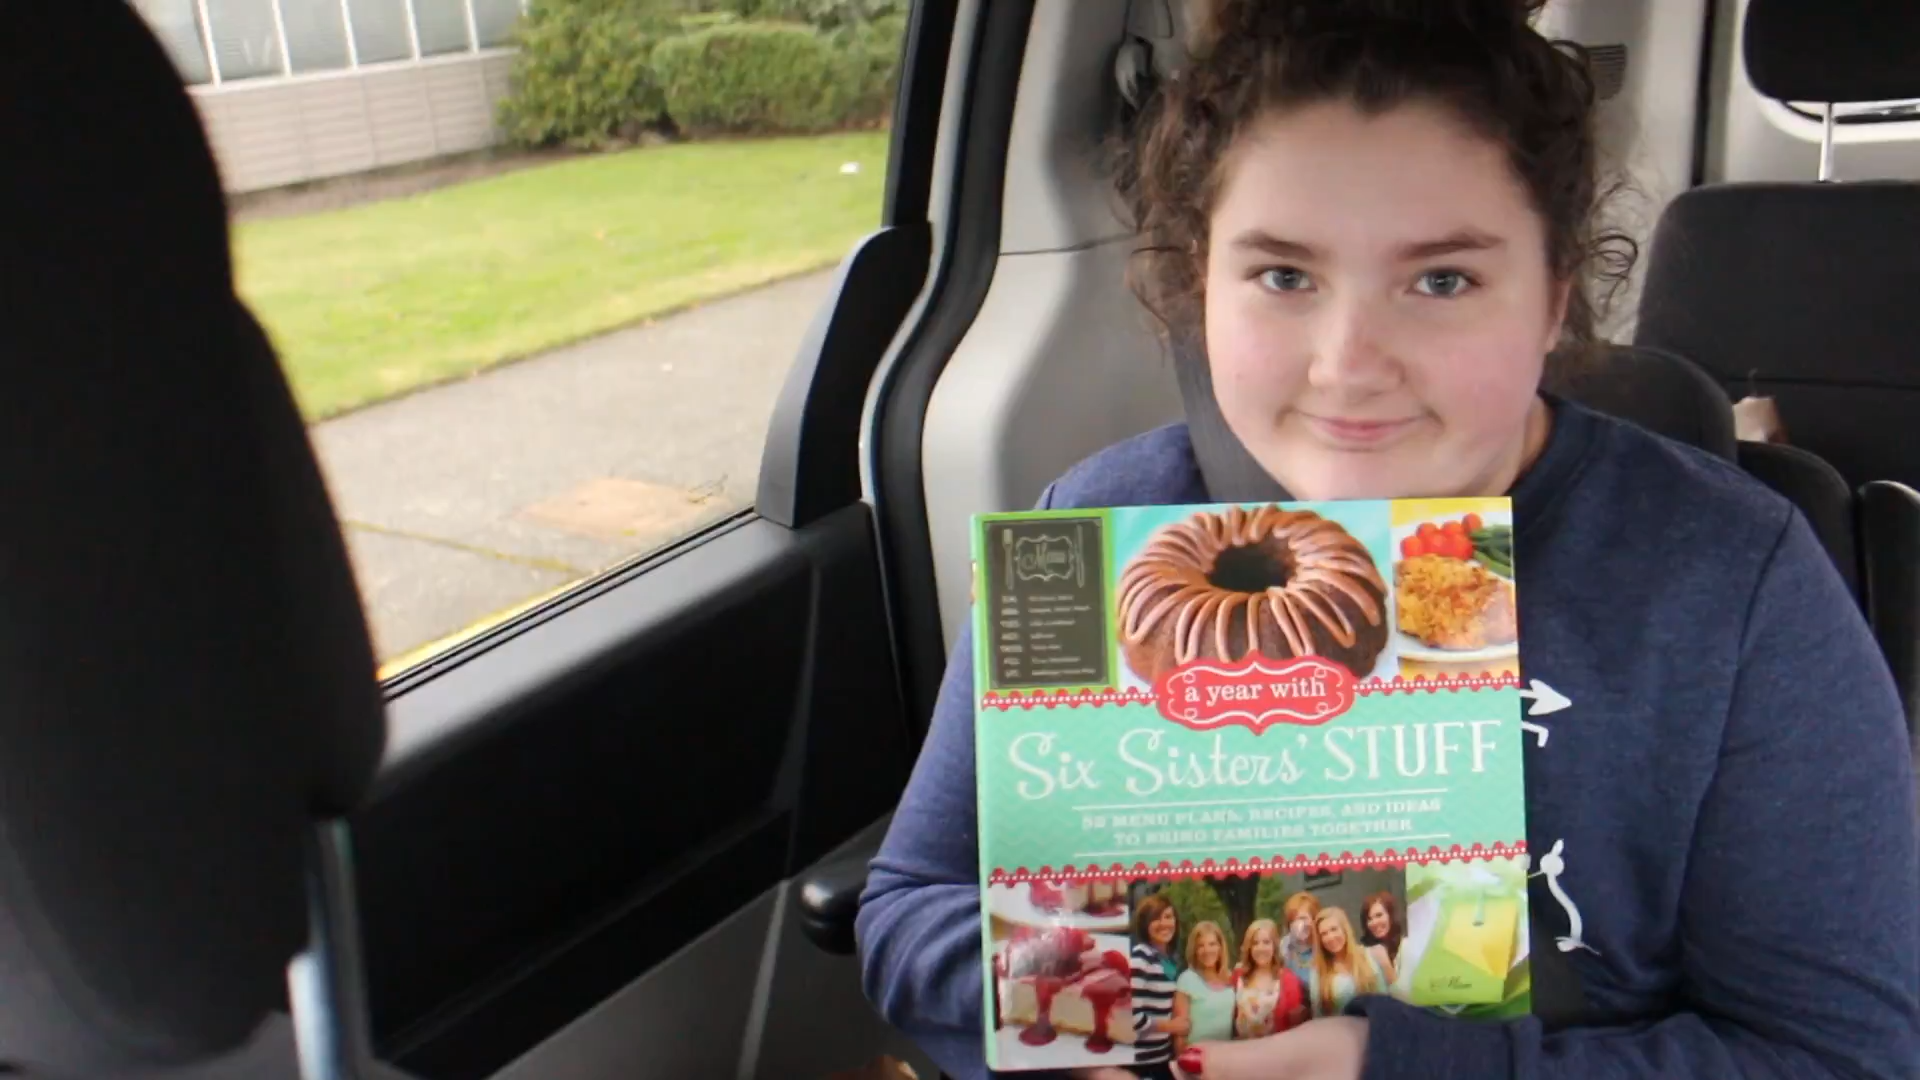 Menu
a year with
Six Sisters' STUFF
52 MENU PLANS, RECIPES, AND IDEAS
TO BRING FAMILIES TOGETHER